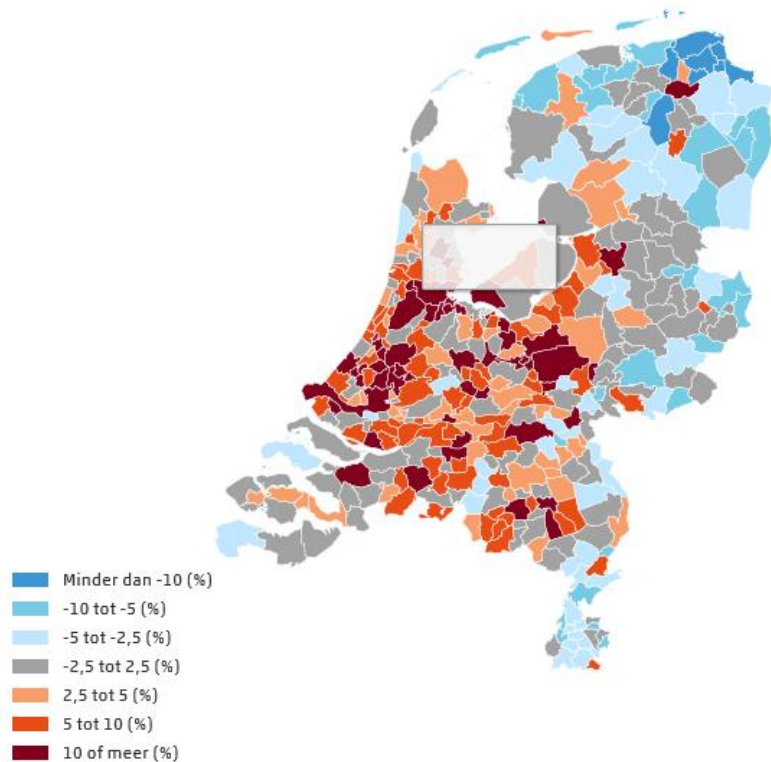 Minder dan -10 (%)
-10 tot -5 (%)
-5 tot -2,5 (%)
-2,5 tot 2,5 (%)
2,5 tot 5 (%)
5 tot 10 (%)
10 of meer (%)